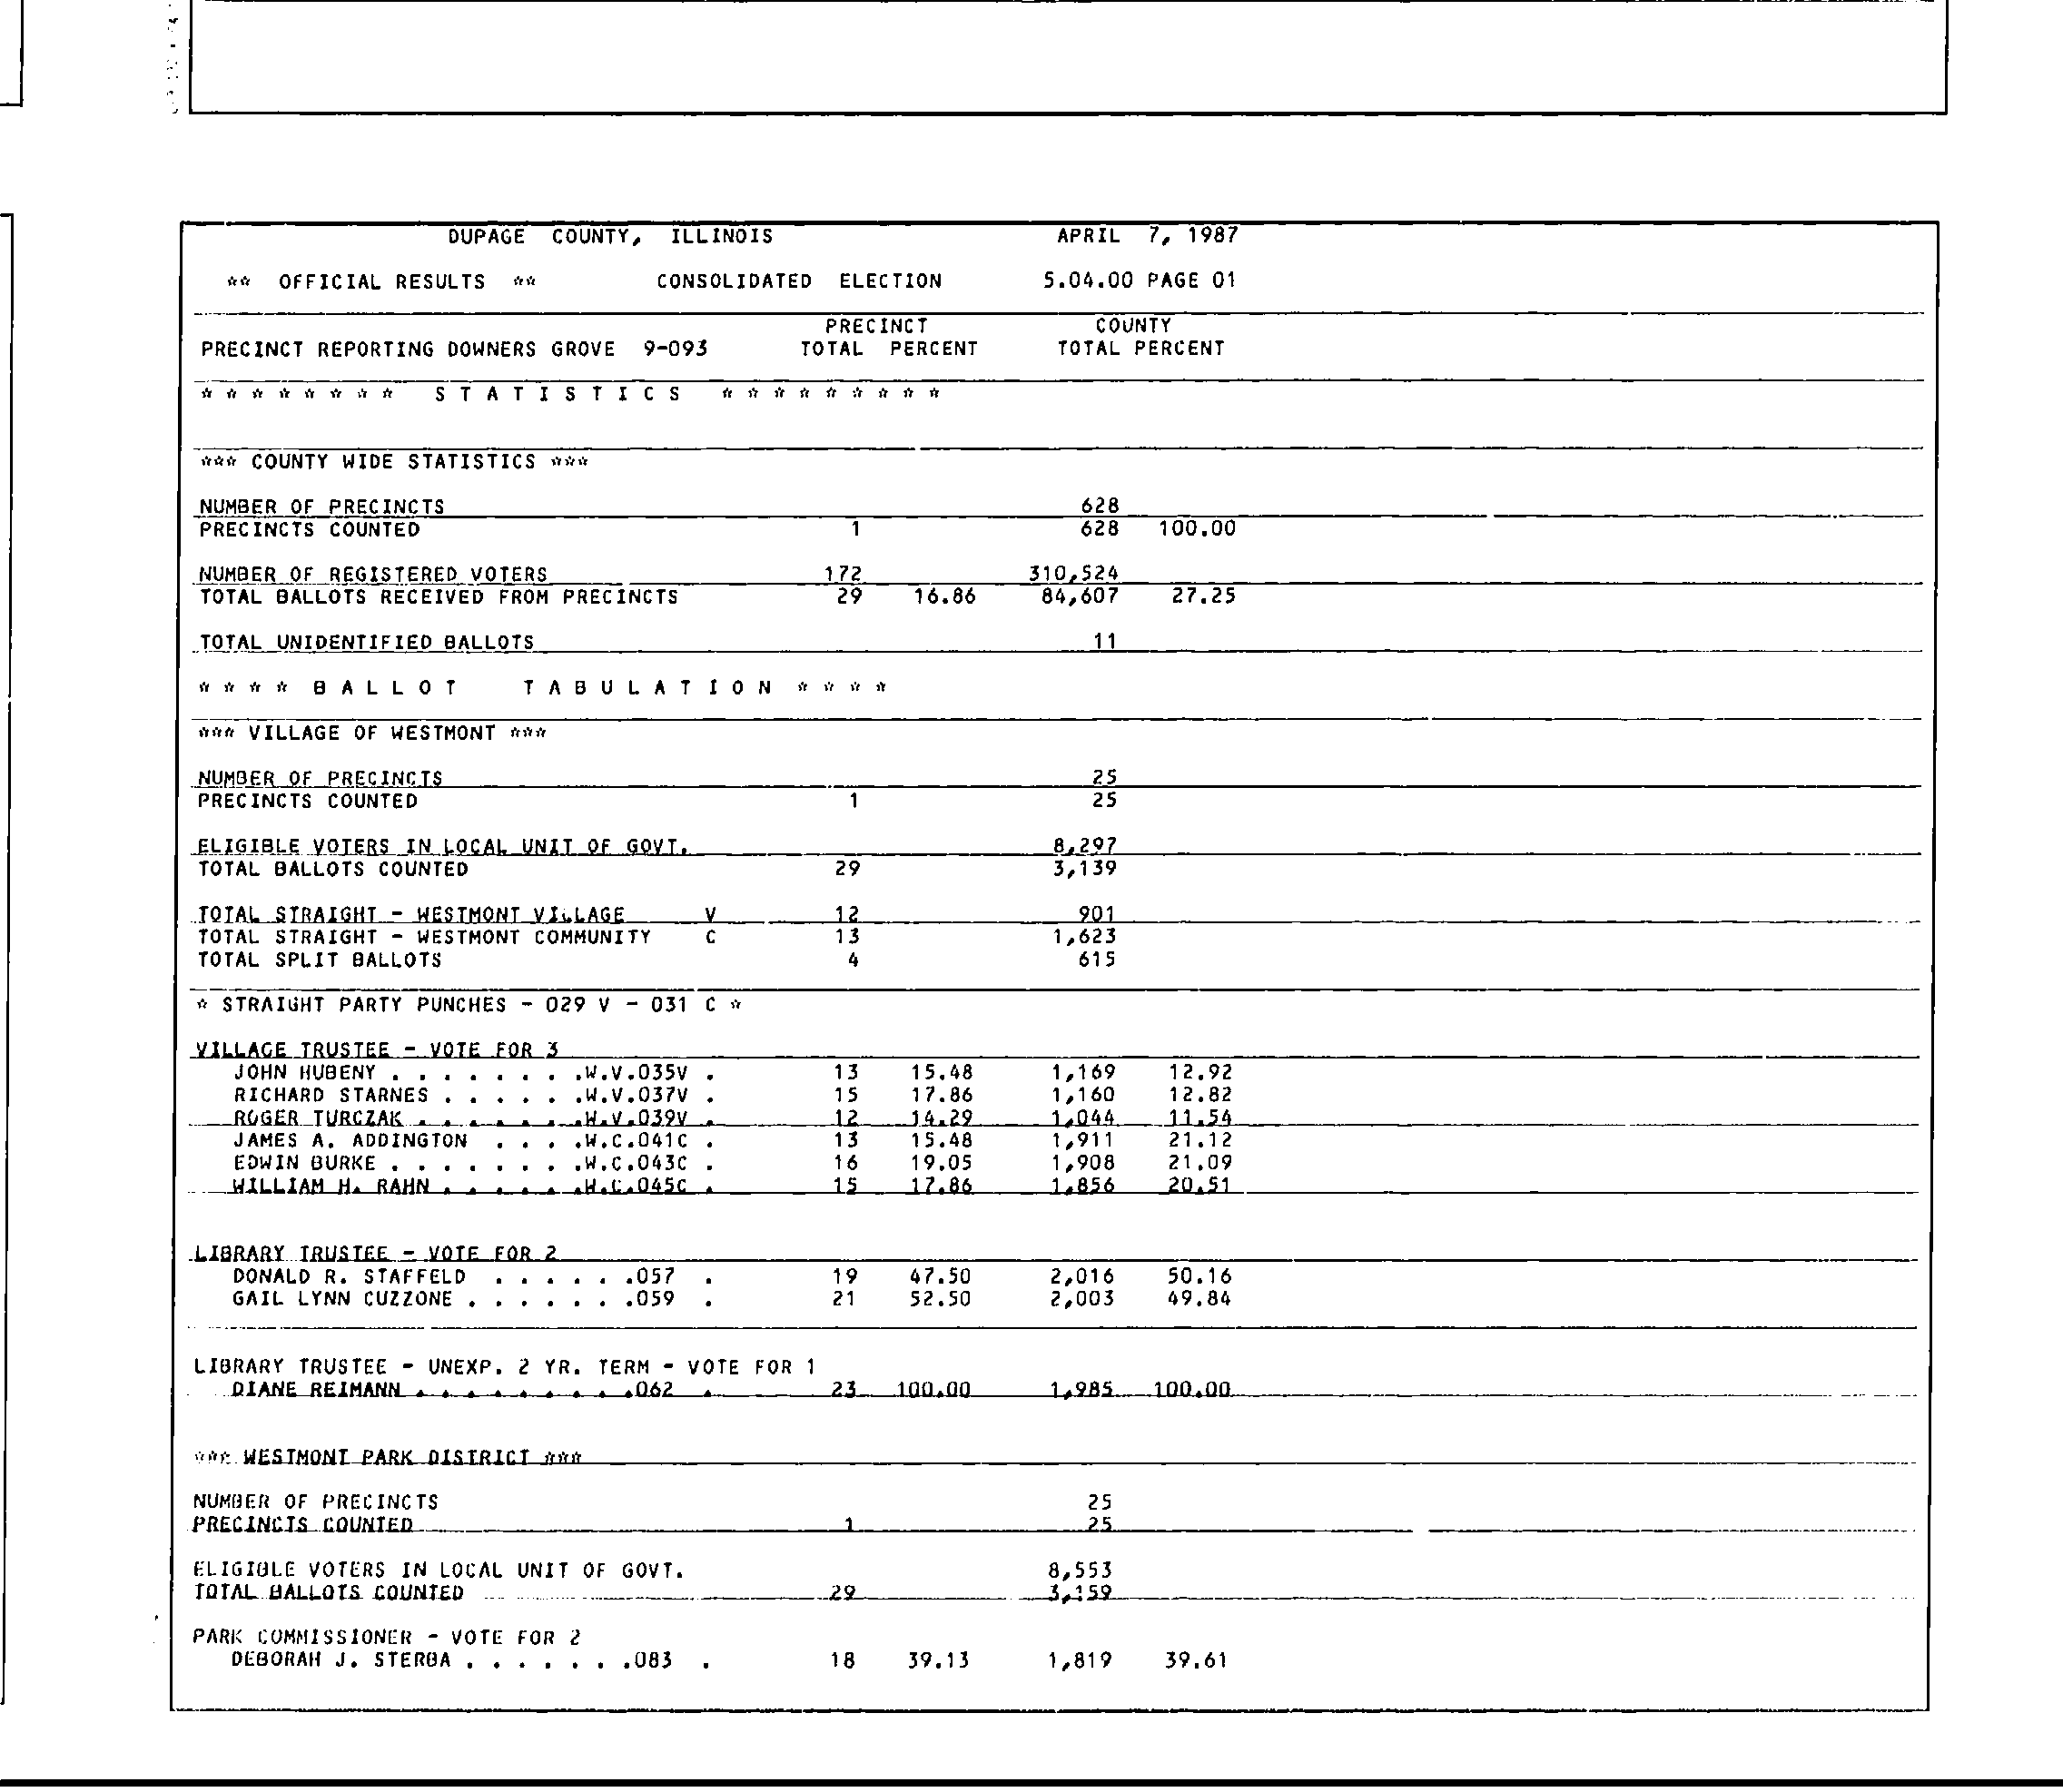 DUPAGE COUNTY, ILLINOIS APRIL 7, 1987
** OFFICIAL RESULTS ** CONSOLIDATED ELECTION 5.04.00 PAGE 01
PRECINCT COUNTY
PRECINCT REPORTING DOWNERS GROVE 9-093 TOTAL PERCENT TOTAL PERCENT
* * * * * * * * S T A T I S T I C S * * * * * * * * *
*** COUNTY WIDE STATISTICS ***
NUMBER OF PRECINCTS 628
PRECINCTS COUNTED 1 628 100.00
NUMBER OF REGISTERED VOTERS 172 310,524
TOTAL BALLOTS RECEIVED FROM PRECINCTS 29 16.86 84,607 27.25
TOTAL UNIDENTIFIED BALLOTS 11
* * * * B A L L O T T A B U L A T I O N * * * *
*** VILLAGE OF WESTMONT ***
NUMBER OF PRECINCTS 25
PRECINCTS COUNTED 1 25
ELIGIBLE VOTERS IN LOCAL UNIT OF GOVT. 8,297
TOTAL BALLOTS COUNTED 29 3,139
TOTAL STRAIGHT - WESTMONT VILLAGE V 12 901
TOTAL STRAIGHT - WESTMONT COMMUNITY C 13 1,623
TOTAL SPLIT BALLOTS 4 615
* STRAIGHT PARTY PUNCHES - 029 V - 031 C *
VILLAGE TRUSTEE - VOTE FOR 3
JOHN HUBENY . . . . . . . .W.V.035V . 13 15.48 1,169 12.92
RICHARD STARNES . . . . . .W.V.037V . 15 17.86 1,160 12.82
ROGER TURCZAK . . . . . . .W.V.039V . 12 14.29 1,044 11.54
JAMES A. ADDINGTON . . . .W.C.041C . 13 15.48 1,911 21.12
EDWIN BURKE . . . . . . . .W.C.043C . 16 19.05 1,908 21.09
WILLIAM H. RAHN . . . . . .W.C.045C . 15 17.86 1,856 20.51
LIBRARY TRUSTEE - VOTE FOR 2
DONALD R. STAFFELD . . . . . .057 . 19 47.50 2,016 50.16
GAIL LYNN CUZZONE . . . . . . .059 . 21 52.50 2,003 49.84
LIBRARY TRUSTEE - UNEXP. 2 YR. TERM - VOTE FOR 1
DIANE REIMANN . . . . . . . . .062 . 23 100.00 1,985 100.00
*** WESTMONT PARK DISTRICT ***
NUMBER OF PRECINCTS 25
PRECINCTS COUNTED 1 25
ELIGIBLE VOTERS IN LOCAL UNIT OF GOVT. 8,553
TOTAL BALLOTS COUNTED 29 3,159
PARK COMMISSIONER - VOTE FOR 2
DEBORAH J. STERBA . . . . . . .083 . 18 39.13 1,819 39.61